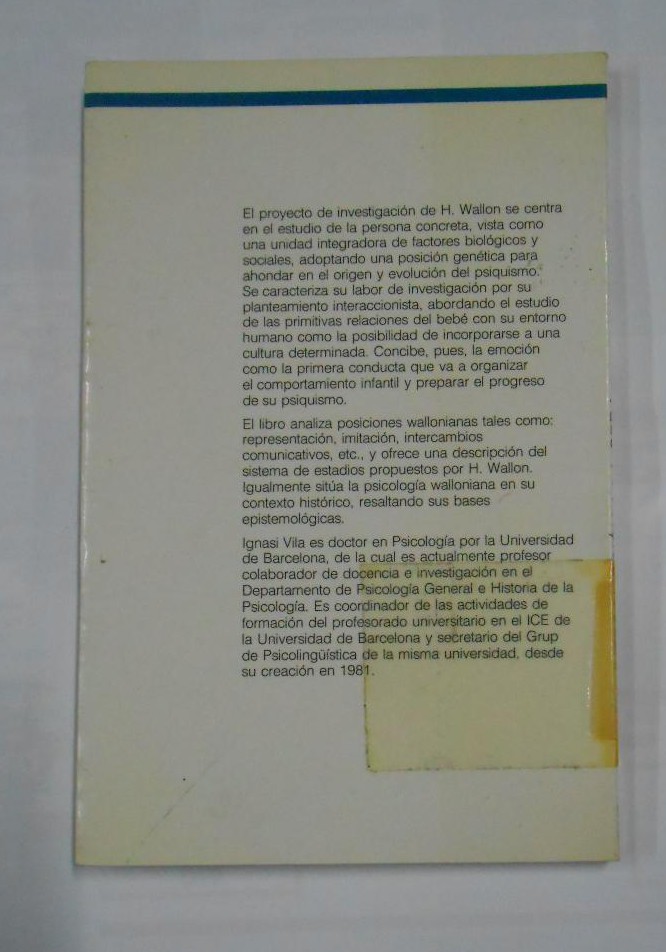 El proyecto de investigación de H. Wallon se centra
en el estudio de la persona concreta, vista como
una unidad integradora de factores biológicos y
sociales, adoptando una posición genética para
ahondar en el origen y evolución del psiquismo.
Se caracteriza su labor de investigación por su
planteamiento interaccionista, abordando el estudio
de las primitivas relaciones del bebé con su entorno
humano como la posibilidad de incorporarse a una
cultura determinada. Concibe, pues, la emoción
como la primera conducta que va a organizar
el comportamiento infantil y preparar el progreso
de su psiquismo.
El libro analiza posiciones wallonianas tales como:
representación, imitación, intercambios
comunicativos, etc., y ofrece una descripción del
sistema de estadios propuestos por H. Wallon.
Igualmente sitúa la psicología walloniana en su
contexto histórico, resaltando sus bases
epistemológicas.
Ignasi Vila es doctor en Psicología por la Universidad
de Barcelona, de la cual es actualmente profesor
colaborador de docencia e investigación en el
Departamento de Psicología General e Historia de la
Psicología. Es coordinador de las actividades de
formación del profesorado universitario en el ICE de
la Universidad de Barcelona y secretario del Grup
de Psicolingüística de la misma universidad, desde
su creación en 1981.